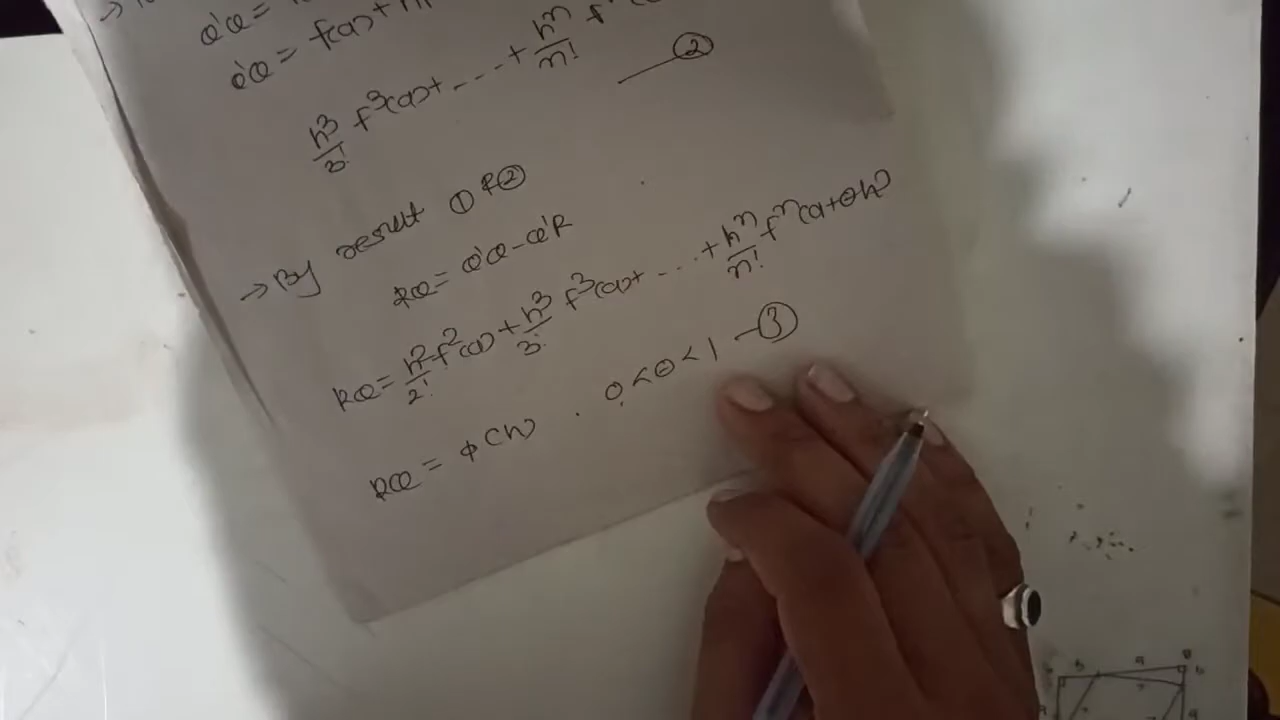 Q'Q =
Q'Q = f(a) +
h³/3! f³(a) + ---- + hⁿ/n! fⁿ
②
→ By result ① & ②
RQ = Q'Q - Q'R
RQ = h²/2! f²(a) + h³/3! f³(a) + ---- + hⁿ/n! fⁿ(a+θh)
0 < θ < 1 - ③
RQ = φ(h)